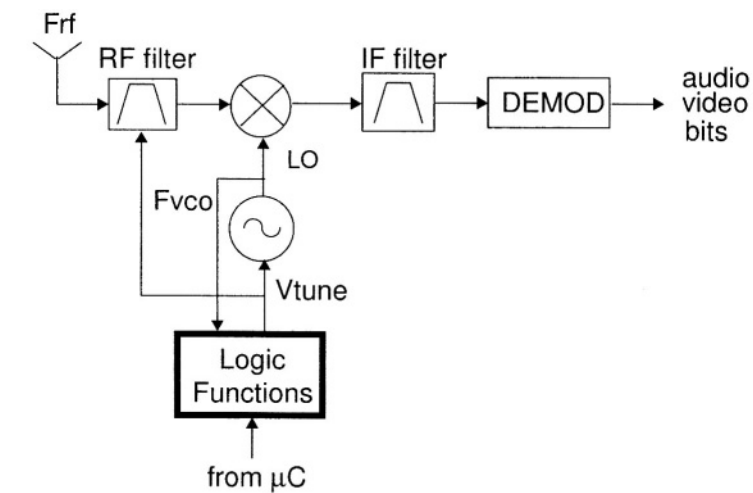 Frf
RF filter
IF filter
DEMOD
audio
video
bits
LO
Fvco
Vtune
Logic
Functions
from μC